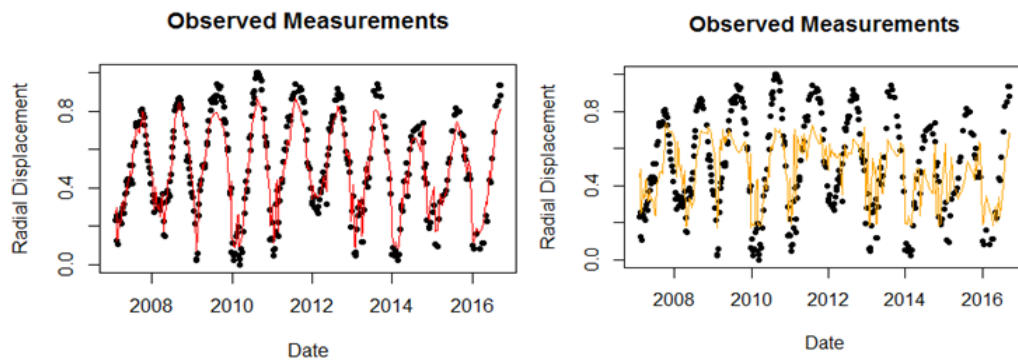 Observed Measurements
Radial Displacement
0.0 0.4 0.8
2008 2010 2012 2014 2016
Date
Observed Measurements
Radial Displacement
0.0 0.4 0.8
2008 2010 2012 2014 2016
Date